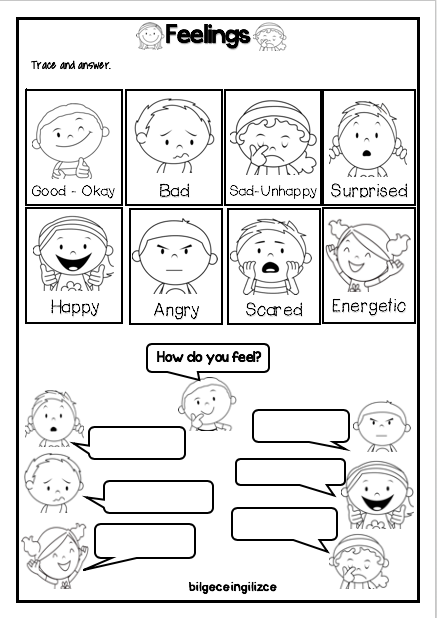 Feelings
Trace and answer.
Good - Okay
Bad
Sad-Unhappy
Surprised
Happy
Angry
Scared
Energetic
How do you feel?
bilgeceingilizce